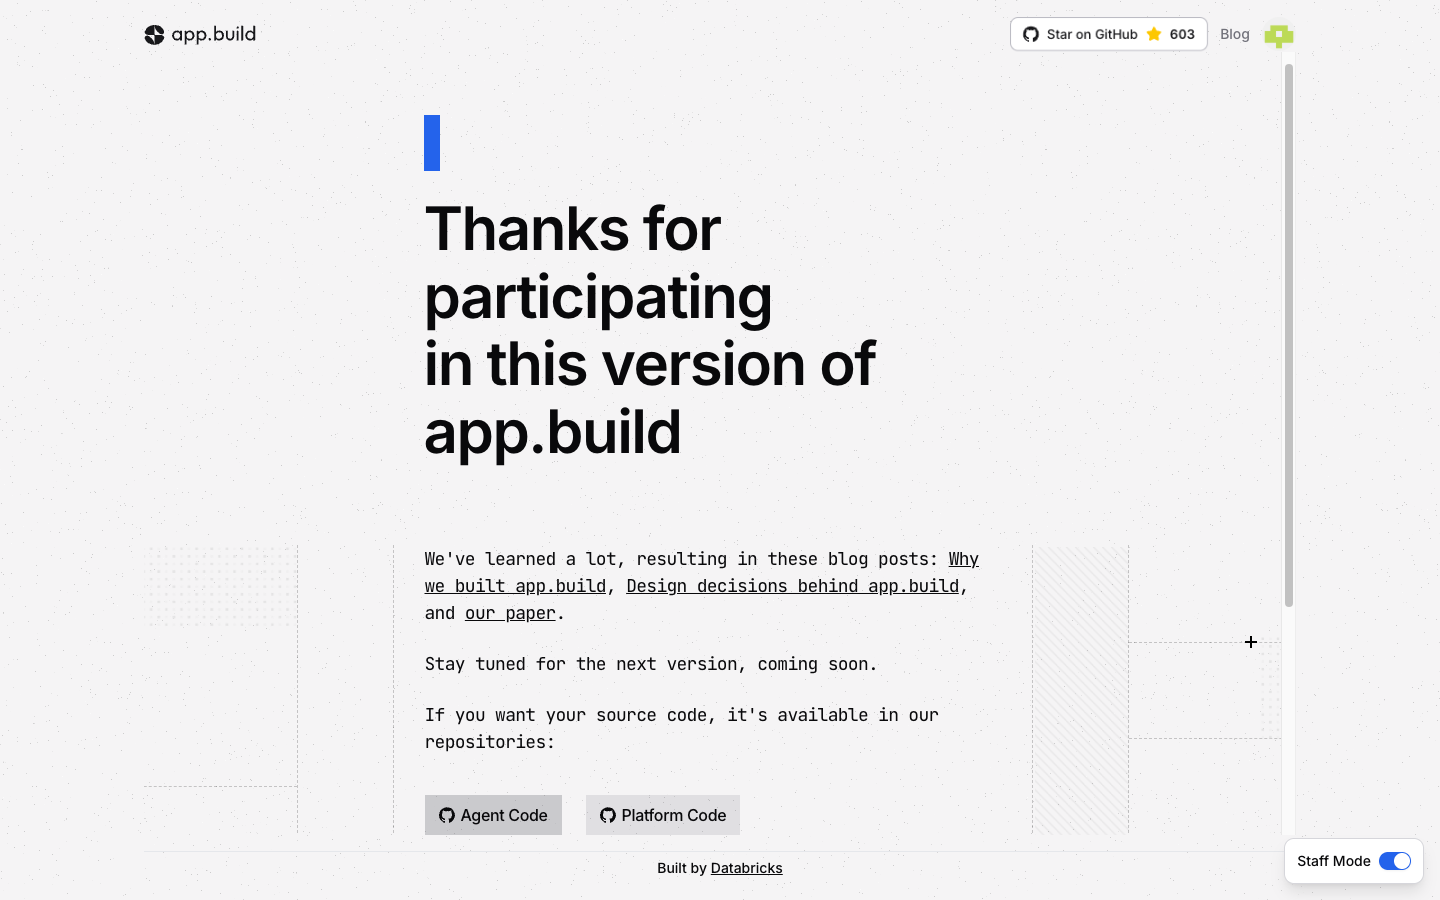 app.build
Star on GitHub 603
Blog
Thanks for
participating
in this version of
app.build
We've learned a lot, resulting in these blog posts: Why
we built app.build, Design decisions behind app.build,
and our paper.
Stay tuned for the next version, coming soon.
If you want your source code, it's available in our
repositories:
Agent Code
Platform Code
Built by Databricks
Staff Mode